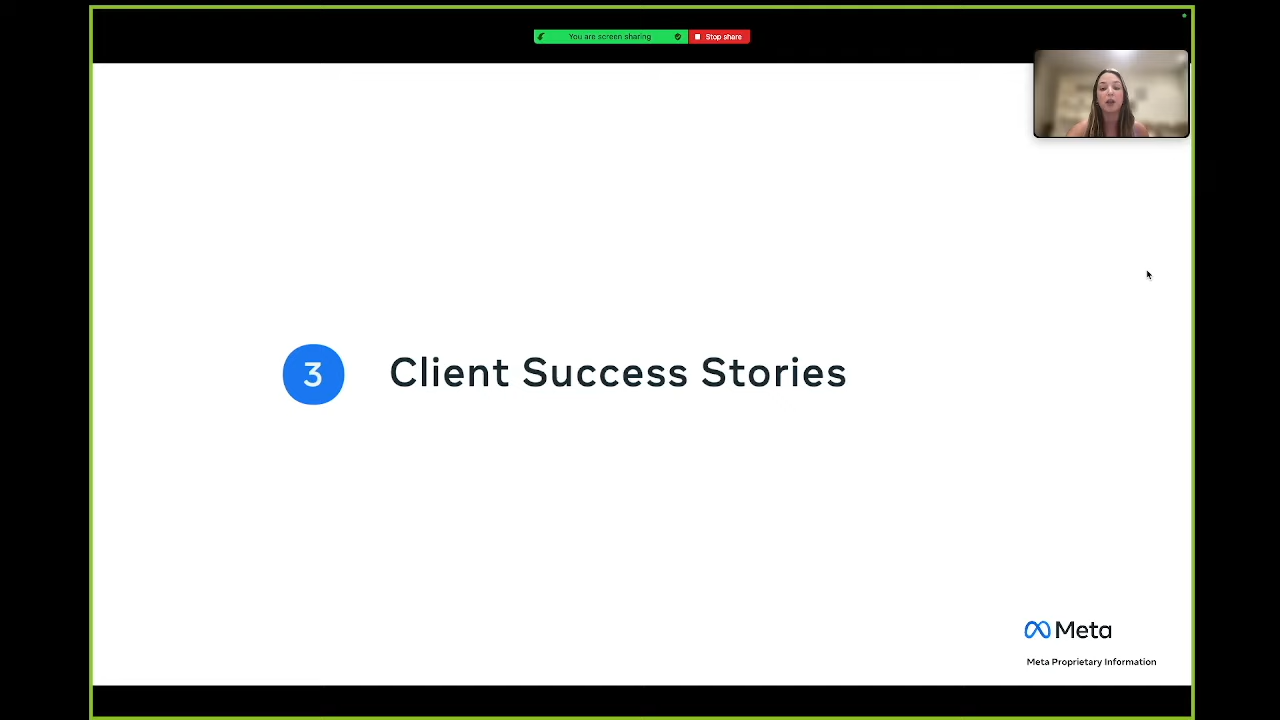 You are screen sharing
Stop share
3 Client Success Stories
Meta
Meta Proprietary Information